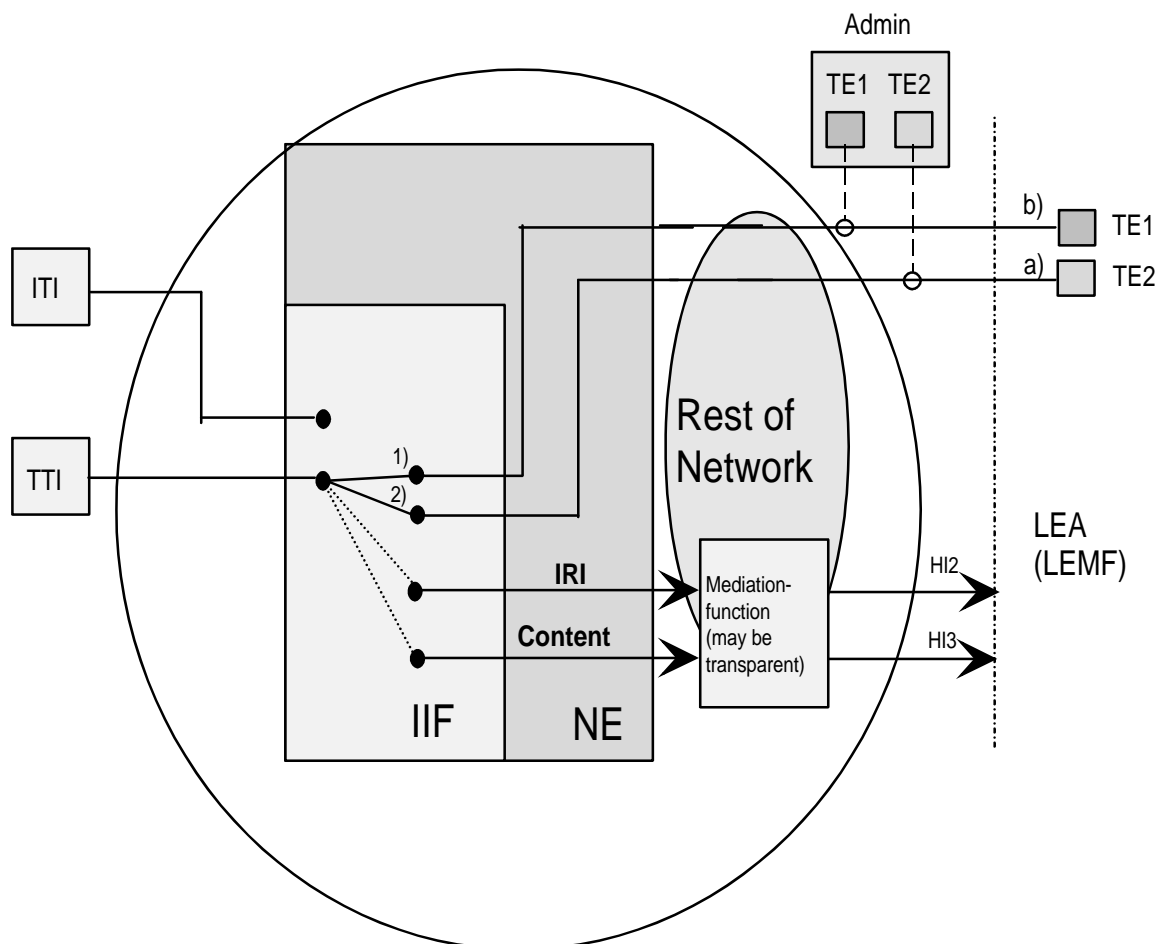 Admin
TE1 TE2
b)
TE1
a)
TE2
ITI
TTI
1)
2)
Rest of
Network
LEA
(LEMF)
IRI
Content
Mediation-
function
(may be
transparent)
HI2
HI3
IIF
NE